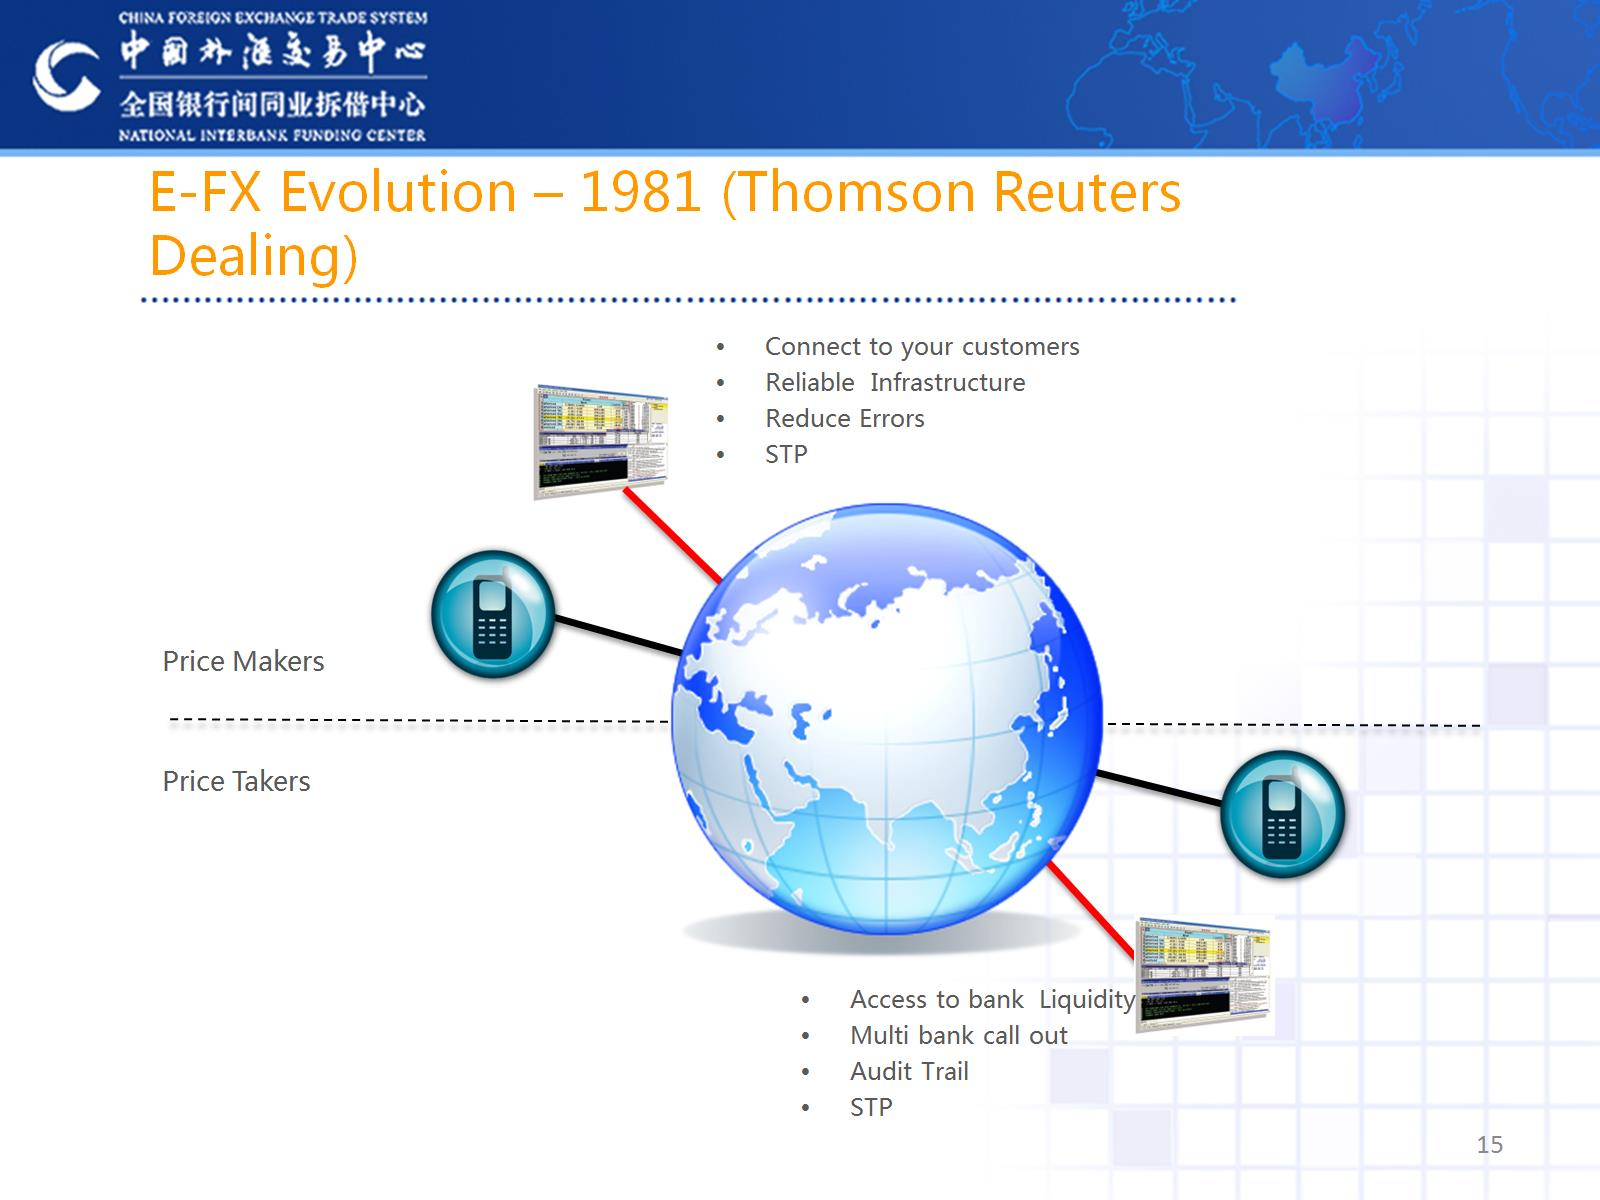 CHINA FOREIGN EXCHANGE TRADE SYSTEM
中国外汇交易中心
全国银行间同业拆借中心
NATIONAL INTERBANK FUNDING CENTER
E-FX Evolution – 1981 (Thomson Reuters
Dealing)
• Connect to your customers
• Reliable Infrastructure
• Reduce Errors
• STP
Price Makers
Price Takers
• Access to bank Liquidity
• Multi bank call out
• Audit Trail
• STP
15